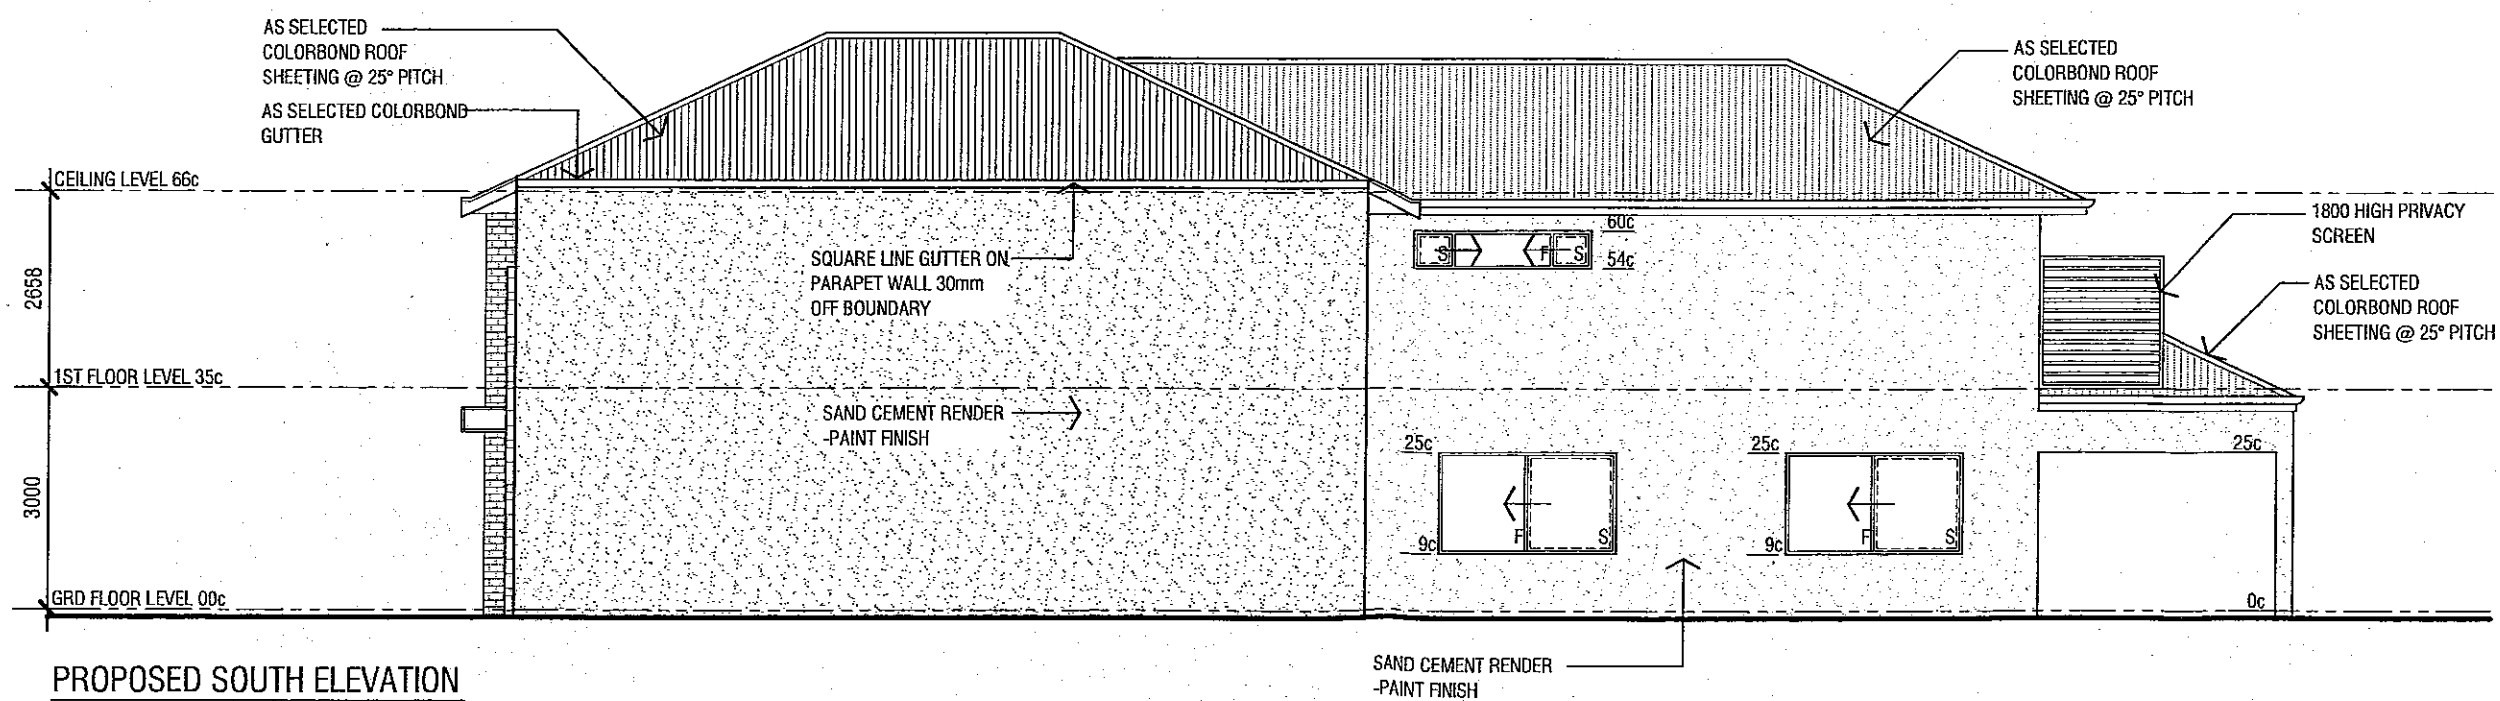 AS SELECTED
COLORBOND ROOF
SHEETING @ 25° PITCH
AS SELECTED COLORBOND
GUTTER
AS SELECTED
COLORBOND ROOF
SHEETING @ 25° PITCH
CEILING LEVEL 66c
2658
1ST FLOOR LEVEL 35c
3000
GRD FLOOR LEVEL 00c
SQUARE LINE GUTTER ON
PARAPET WALL 30mm
OFF BOUNDARY
SAND CEMENT RENDER
-PAINT FINISH
60c
S F S
54c
1800 HIGH PRIVACY
SCREEN
AS SELECTED
COLORBOND ROOF
SHEETING @ 25° PITCH
25c
F S
9c
25c
F S
9c
25c
0c
SAND CEMENT RENDER
-PAINT FINISH
PROPOSED SOUTH ELEVATION